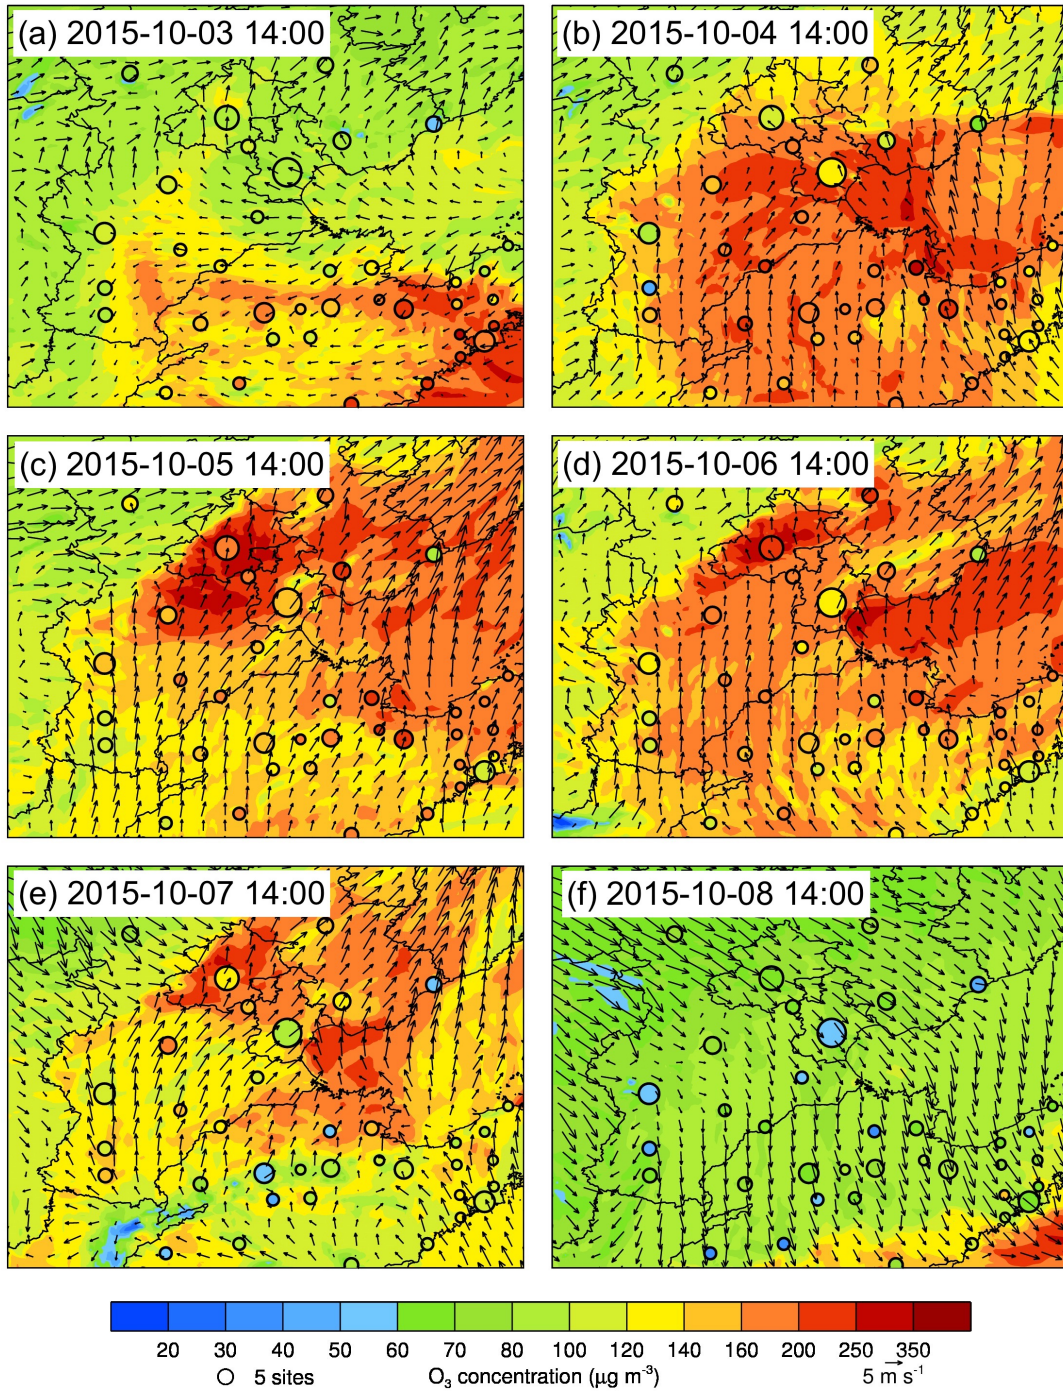 (a) 2015-10-03 14:00
(b) 2015-10-04 14:00
(c) 2015-10-05 14:00
(d) 2015-10-06 14:00
(e) 2015-10-07 14:00
(f) 2015-10-08 14:00
20 30 40 50 60 70 80 100 120 140 160 200 250 350
5 sites O₃ concentration (μg m⁻³) 5 m s⁻¹